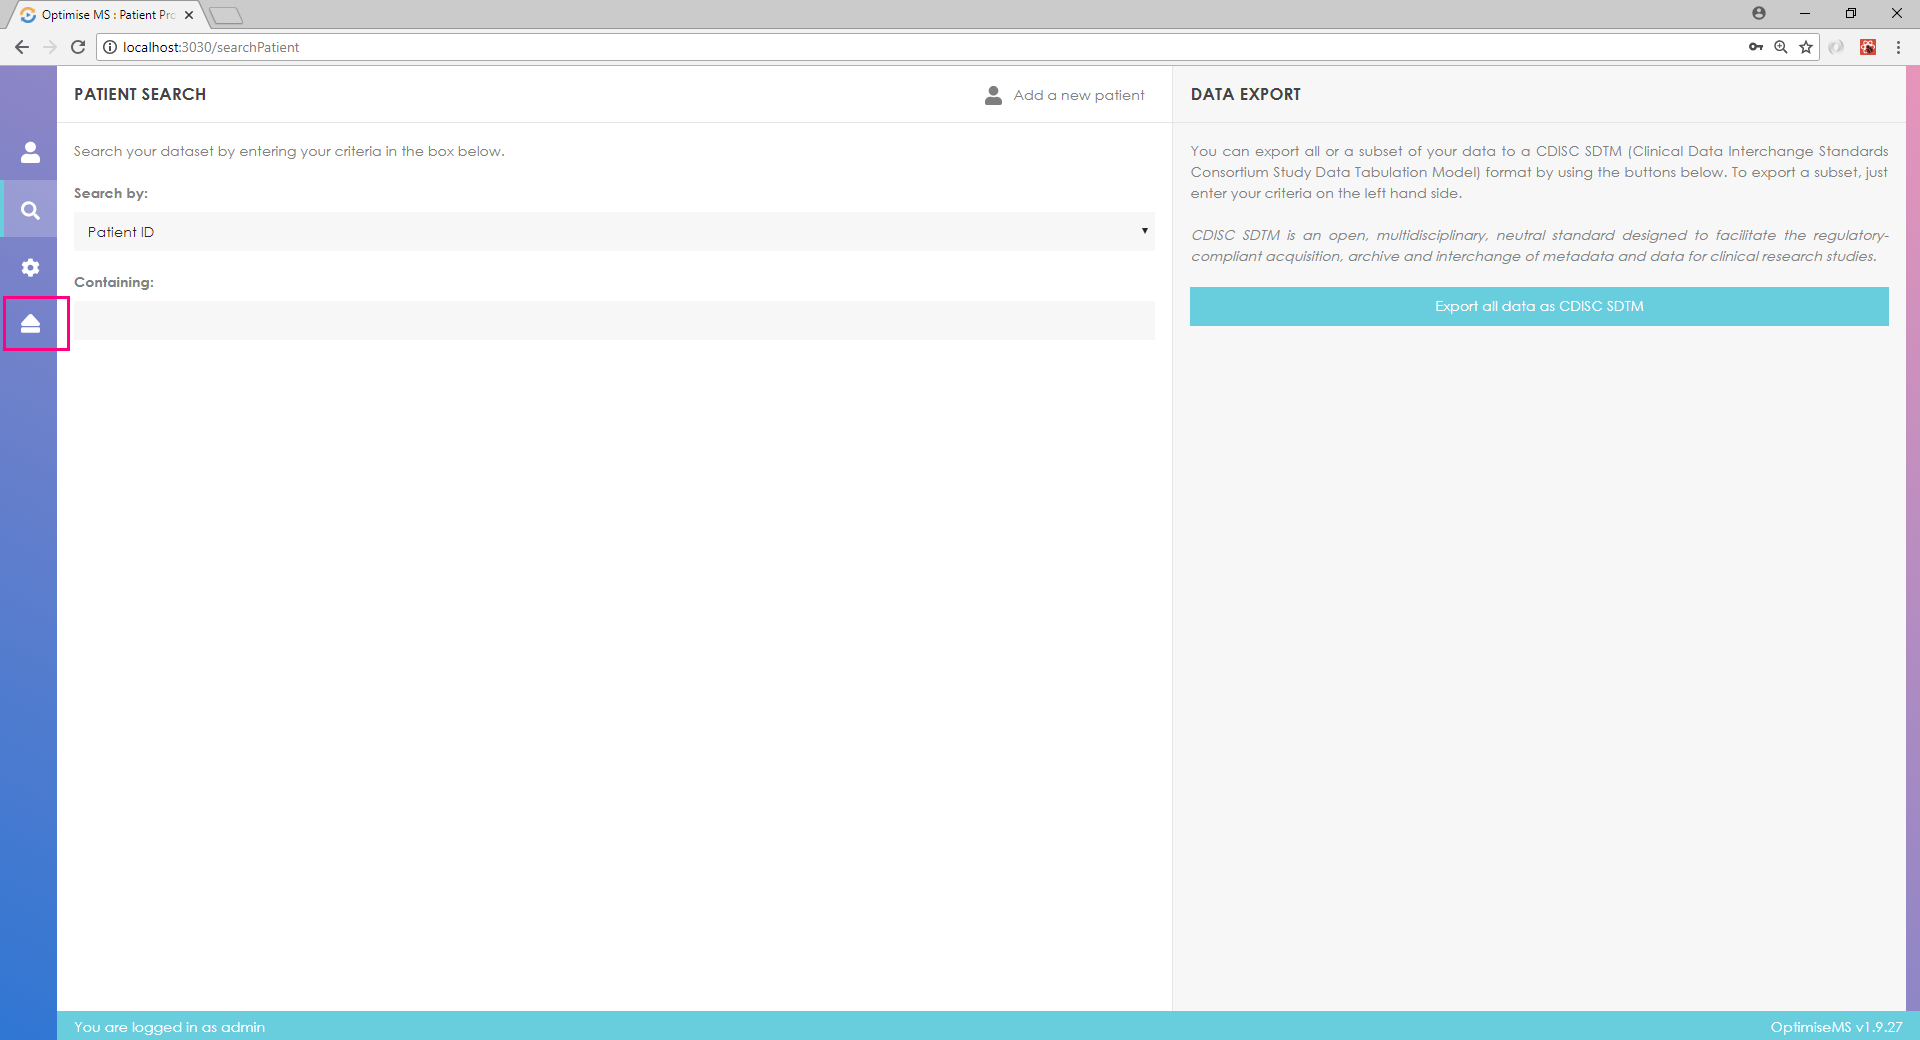 Optimise MS : Patient Pro
localhost:3030/searchPatient
PATIENT SEARCH
Add a new patient
Search your dataset by entering your criteria in the box below.
Search by:
Patient ID
Containing:
DATA EXPORT
You can export all or a subset of your data to a CDISC SDTM (Clinical Data Interchange Standards
Consortium Study Data Tabulation Model) format by using the buttons below. To export a subset, just
enter your criteria on the left hand side.
CDISC SDTM is an open, multidisciplinary, neutral standard designed to facilitate the regulatory-
compliant acquisition, archive and interchange of metadata and data for clinical research studies.
Export all data as CDISC SDTM
You are logged in as admin
OptimiseMS v1.9.27